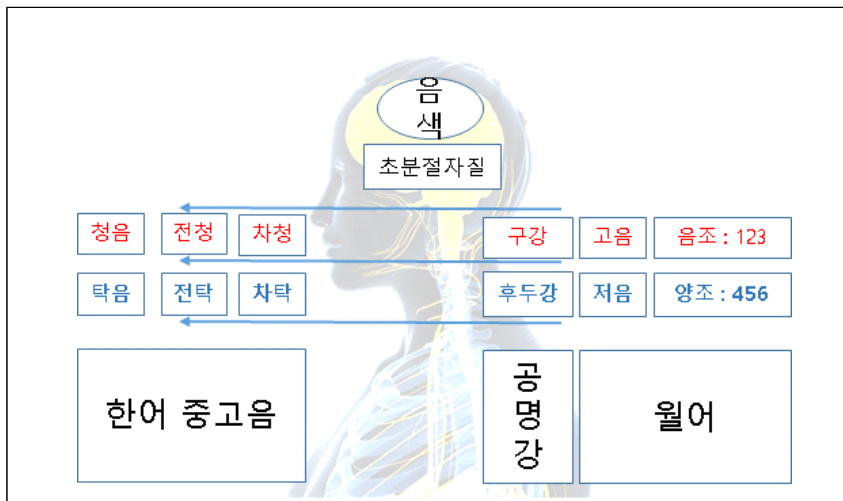 음
색
초분절자질
청음 전청 차청 구강 고음 음조 : 123
탁음 전탁 차탁 후두강 저음 양조 : 456
한어 중고음
공
명
강
월어